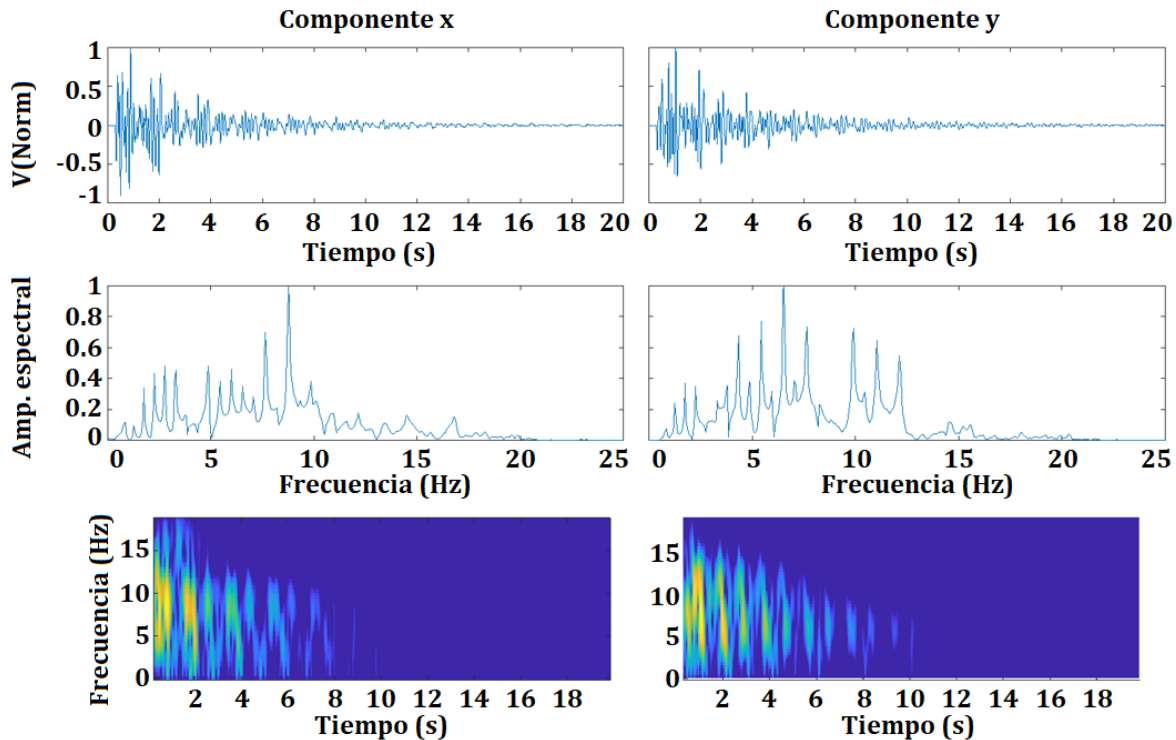 Componente x
Componente y
V(Norm)
1
0.5
0
-0.5
-1
0 2 4 6 8 10 12 14 16 18 20
Tiempo (s)
0 2 4 6 8 10 12 14 16 18 20
Tiempo (s)
Amp. espectral
1
0.8
0.6
0.4
0.2
0
0 5 10 15 20 25
Frecuencia (Hz)
0 5 10 15 20 25
Frecuencia (Hz)
Frecuencia (Hz)
15
10
5
0
2 4 6 8 10 12 14 16 18
Tiempo (s)
15
10
5
0
2 4 6 8 10 12 14 16 18
Tiempo (s)